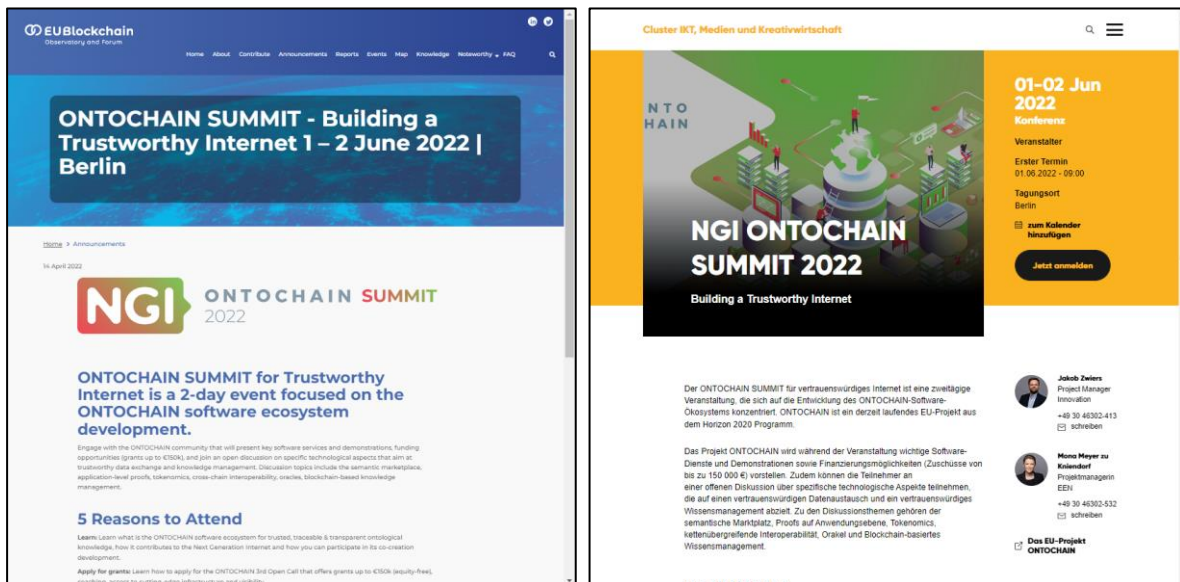 EUBlockchain
Observatory and Forum
Home About Contribute Announcements Reports Events Map Knowledge Noteworthy FAQ
ONTOCHAIN SUMMIT - Building a
Trustworthy Internet 1 – 2 June 2022 |
Berlin
Home > Announcements
14 April 2022
NGI ONTOCHAIN SUMMIT
2022
ONTOCHAIN SUMMIT for Trustworthy
Internet is a 2-day event focused on the
ONTOCHAIN software ecosystem
development.
Engage with the ONTOCHAIN community that will present key software services and demonstrations, funding
opportunities (grants up to €150k), and join an open discussion on specific technological aspects that aim at
trustworthy data exchange and knowledge management. Discussion topics include the semantic marketplace,
application-level proofs, tokenomics, cross-chain interoperability, oracles, blockchain-based knowledge
management.
5 Reasons to Attend
Learn: Learn what is the ONTOCHAIN software ecosystem for trusted, traceable & transparent ontological
knowledge, how it contributes to the Next Generation Internet and how you can participate in its co-creation
development.
Apply for grants: Learn how to apply for the ONTOCHAIN 3rd Open Call that offers grants up to €150k (equity-free),
coaching, access to cutting-edge infrastructure and visibility.
Cluster IKT, Medien und Kreativwirtschaft
NTO
HAIN
NGI ONTOCHAIN
SUMMIT 2022
Building a Trustworthy Internet
01-02 Jun
2022
Konferenz
Veranstalter
Erster Termin
01.06.2022 - 09:00
Tagungsort
Berlin
zum Kalender
hinzufügen
Jetzt anmelden
Der ONTOCHAIN SUMMIT für vertrauenswürdiges Internet ist eine zweitägige
Veranstaltung, die sich auf die Entwicklung des ONTOCHAIN-Software-
Ökosystems konzentriert. ONTOCHAIN ist ein derzeit laufendes EU-Projekt aus
dem Horizon 2020 Programm.
Das Projekt ONTOCHAIN wird während der Veranstaltung wichtige Software-
Dienste und Demonstrationen sowie Finanzierungsmöglichkeiten (Zuschüsse von
bis zu 150 000 €) vorstellen. Zudem können die Teilnehmer an
einer offenen Diskussion über spezifische technologische Aspekte teilnehmen,
die auf einen vertrauenswürdigen Datenaustausch und ein vertrauenswürdiges
Wissensmanagement abzielt. Zu den Diskussionsthemen gehören der
semantische Marktplatz, Proofs auf Anwendungsebene, Tokenomics,
kettenübergreifende Interoperabilität, Orakel und Blockchain-basiertes
Wissensmanagement.
Jakob Zwiers
Project Manager
Innovation
+49 30 46302-413
schreiben
Mona Meyer zu
Kniendorf
Projektmanagerin
EEN
+49 30 46302-532
schreiben
Das EU-Projekt
ONTOCHAIN